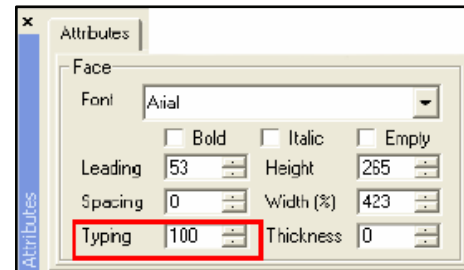 ×
Attributes
Face
Font Arial
Bold Italic Empty
Leading 53 Height 265
Spacing 0 Width (%) 423
Typing 100 Thickness 0
Attributes